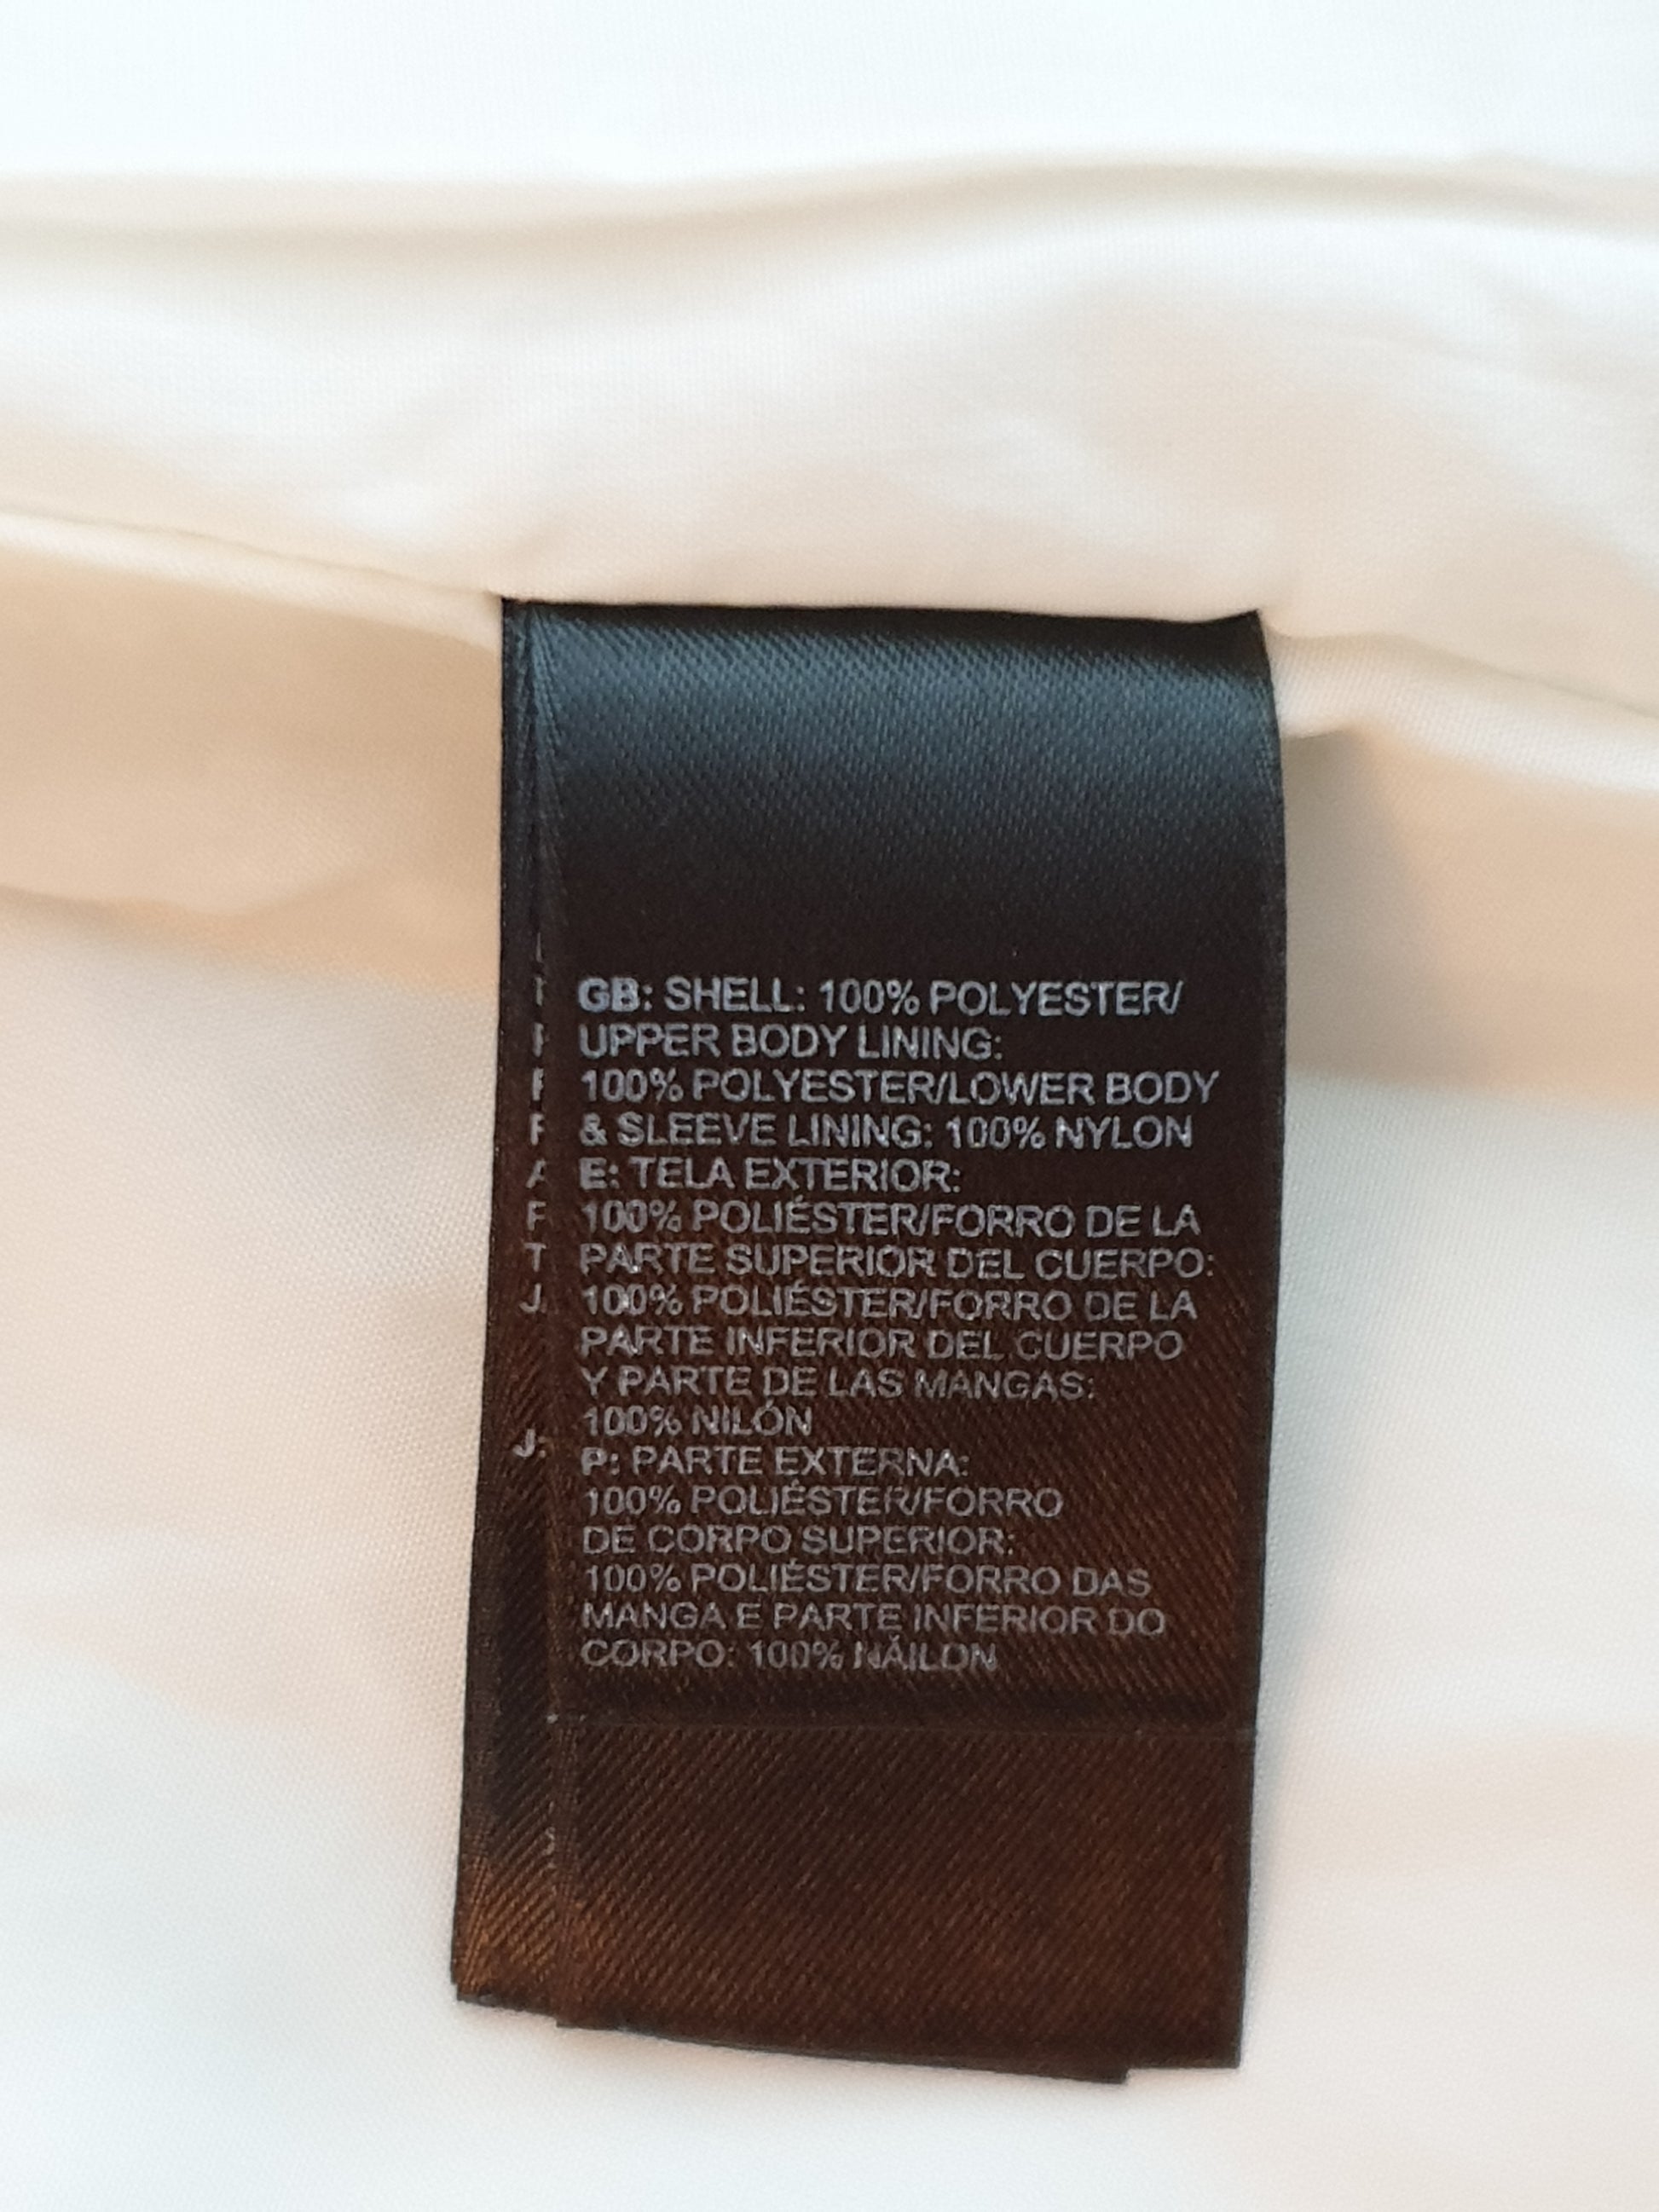 GB: SHELL: 100% POLYESTER/
UPPER BODY LINING:
100% POLYESTER/LOWER BODY
& SLEEVE LINING: 100% NYLON
E: TELA EXTERIOR:
100% POLIÉSTER/FORRO DE LA
PARTE SUPERIOR DEL CUERPO:
100% POLIÉSTER/FORRO DE LA
PARTE INFERIOR DEL CUERPO
Y PARTE DE LAS MANGAS:
100% NILÓN
P: PARTE EXTERNA:
100% POLIÉSTER/FORRO
DE CORPO SUPERIOR:
100% POLIÉSTER/FORRO DAS
MANGA E PARTE INFERIOR DO
CORPO: 100% NÁILON